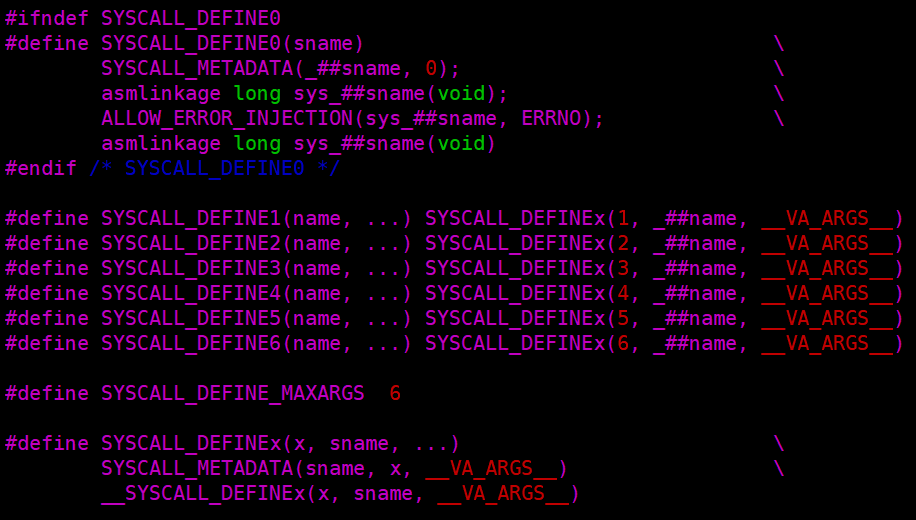 #ifndef SYSCALL_DEFINE0
#define SYSCALL_DEFINE0(sname)                                  \
        SYSCALL_METADATA(_##sname, 0);                          \
        asmlinkage long sys_##sname(void);                      \
        ALLOW_ERROR_INJECTION(sys_##sname, ERRNO);              \
        asmlinkage long sys_##sname(void)
#endif /* SYSCALL_DEFINE0 */

#define SYSCALL_DEFINE1(name, ...) SYSCALL_DEFINEx(1, _##name, __VA_ARGS__)
#define SYSCALL_DEFINE2(name, ...) SYSCALL_DEFINEx(2, _##name, __VA_ARGS__)
#define SYSCALL_DEFINE3(name, ...) SYSCALL_DEFINEx(3, _##name, __VA_ARGS__)
#define SYSCALL_DEFINE4(name, ...) SYSCALL_DEFINEx(4, _##name, __VA_ARGS__)
#define SYSCALL_DEFINE5(name, ...) SYSCALL_DEFINEx(5, _##name, __VA_ARGS__)
#define SYSCALL_DEFINE6(name, ...) SYSCALL_DEFINEx(6, _##name, __VA_ARGS__)

#define SYSCALL_DEFINE_MAXARGS  6

#define SYSCALL_DEFINEx(x, sname, ...)                          \
        SYSCALL_METADATA(sname, x, __VA_ARGS__)                 \
        __SYSCALL_DEFINEx(x, sname, __VA_ARGS__)